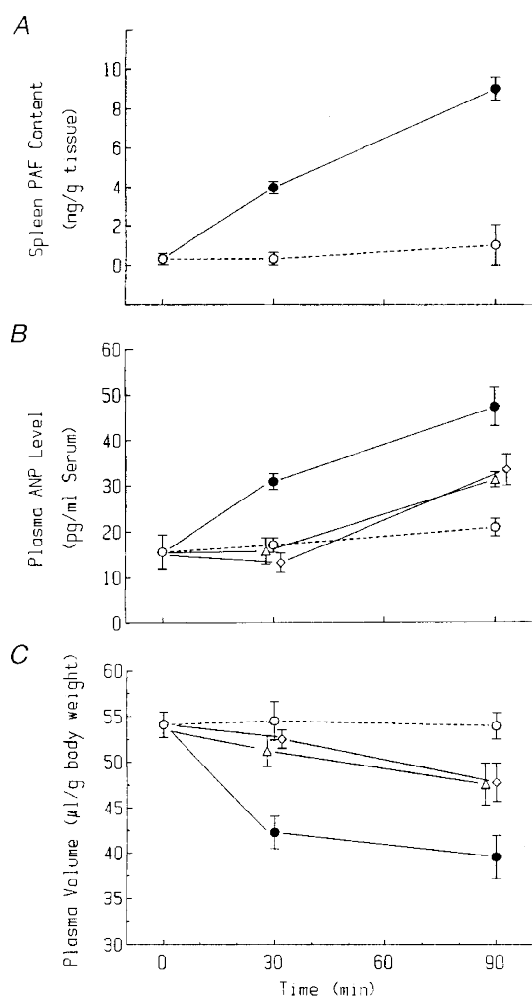 A
Spleen PAF Content
(ng/g tissue)
10
8
6
4
2
0
B
Plasma ANP Level
(pg/ml Serum)
60
50
40
30
20
10
0
C
Plasma Volume (µl/g body weight)
60
55
50
45
40
35
30
0
30
60
90
Time (min)